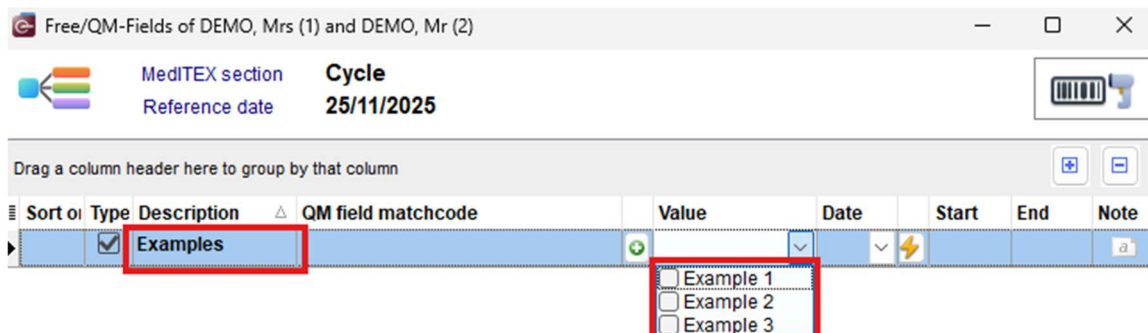 Free/QM-Fields of DEMO, Mrs (1) and DEMO, Mr (2)
MedITEX section Cycle
Reference date 25/11/2025
Drag a column header here to group by that column
Sort or Type Description QM field matchcode Value Date Start End Note
Examples
a
Example 1
Example 2
Example 3